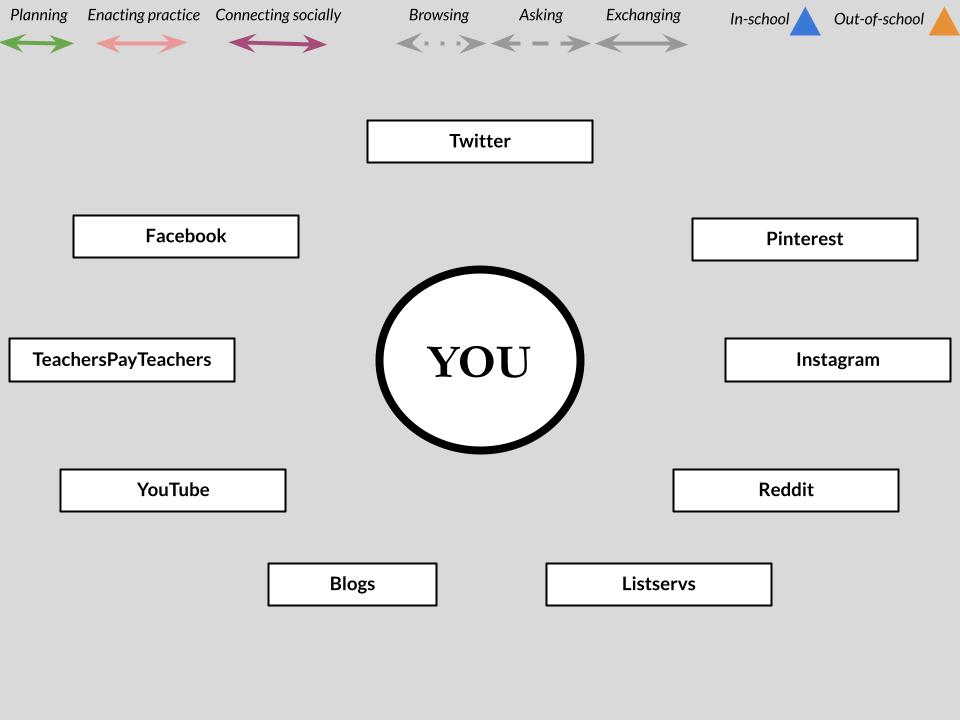 Planning Enacting practice Connecting socially Browsing Asking Exchanging In-school Out-of-school
Twitter
Facebook
Pinterest
YOU
TeachersPayTeachers
Instagram
YouTube
Reddit
Blogs
Listservs